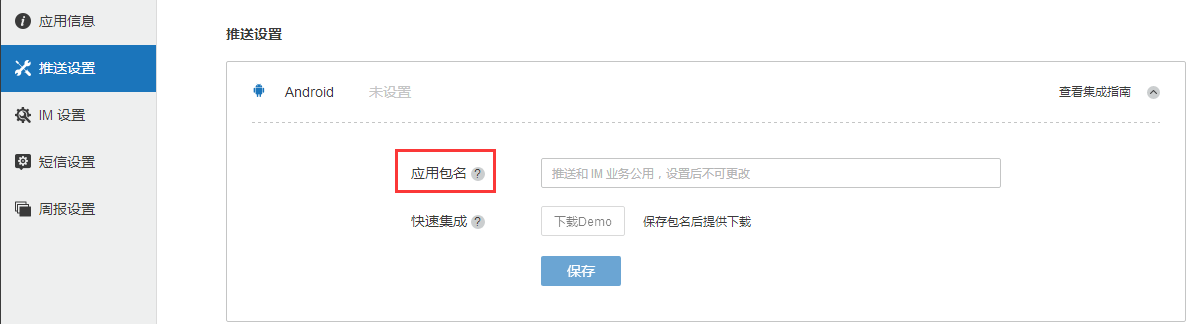 应用信息
推送设置
IM 设置
短信设置
周报设置
推送设置
Android 未设置 查看集成指南
应用包名 ? 推送和 IM 业务公用，设置后不可更改
快速集成 ? 下载Demo 保存包名后提供下载
保存